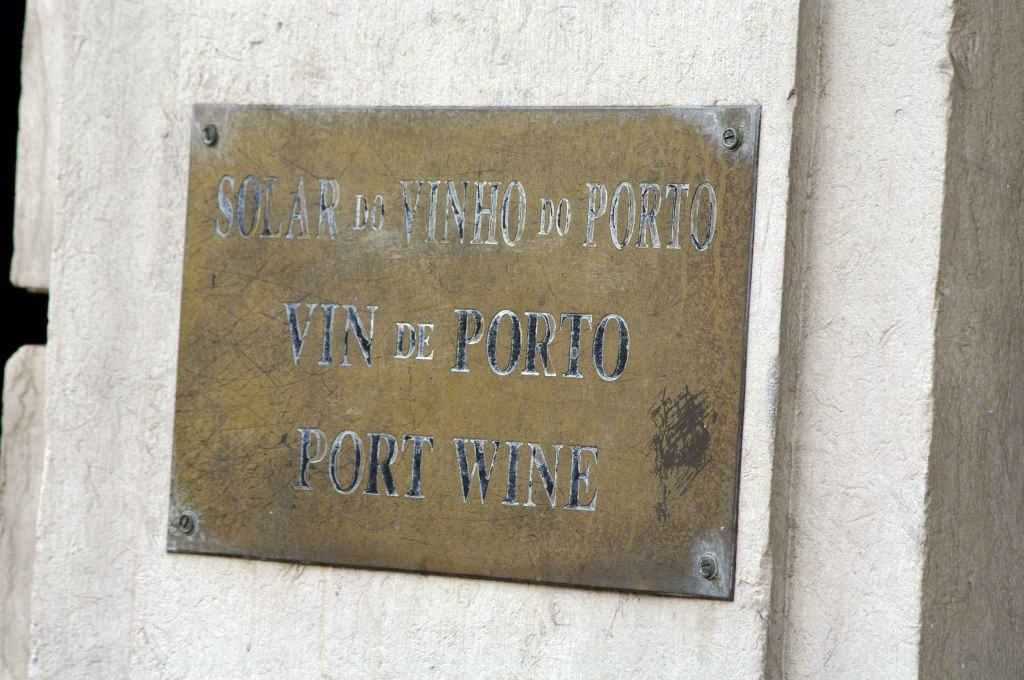 SOLAR DO VINHO DO PORTO
VIN DE PORTO
PORT WINE